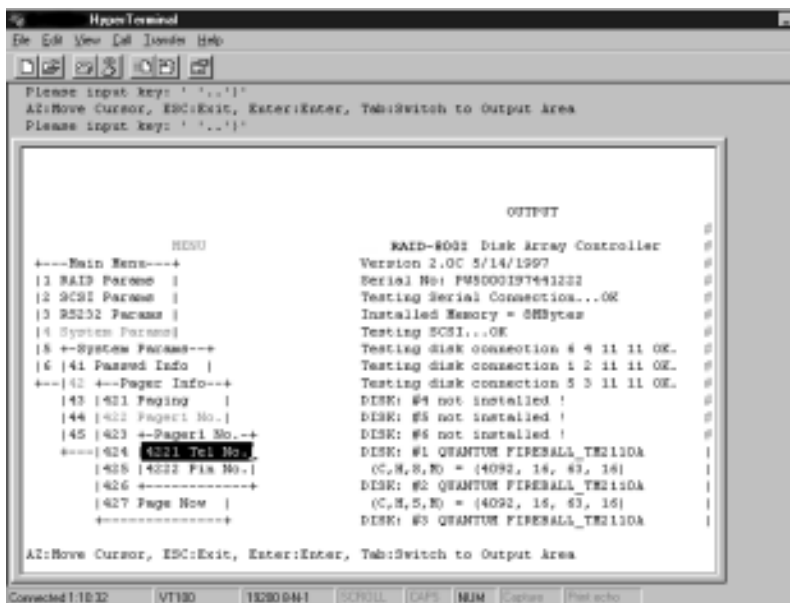 HyperTerminal
File Edit View Call Transfer Help
Please input key: ' '..'}'
AZ:Move Cursor, ESC:Exit, Enter:Enter, Tab:Switch to Output Area
Please input key: ' '..'}'
OUTPUT
MENU
RAID-800I Disk Array Controller
+---Main Menu---+ Version 2.0C 5/14/1997
|1 RAID Params | Serial No:
|2 SCSI Params | Testing Serial Connection...OK
|3 RS232 Params | Installed Memory = 8MBytes
|4 System Params| Testing SCSI...OK
|5 +-System Params--+ Testing disk connection 6 4 11 11 OK.
|6 |41 Passwd Info | Testing disk connection 1 2 11 11 OK.
+--|42 +--Pager Info--+ Testing disk connection 5 3 11 11 OK.
|43 |421 Paging | DISK: #4 not installed !
|44 |422 Pager1 No.| DISK: #5 not installed !
|45 |423 +-Pager1 No.-+ DISK: #6 not installed !
+---|424 |4221 Tel No. DISK: #1 QUANTUM FIREBALL_TM2110A
|425 |4222 Pin No.| (C,H,S,M) = (4092, 16, 63, 16)
|426 +-------------+ DISK: #2 QUANTUM FIREBALL_TM2110A
|427 Page Now | (C,H,S,M) = (4092, 16, 63, 16)
+--------------+ DISK: #3 QUANTUM FIREBALL_TM2110A
AZ:Move Cursor, ESC:Exit, Enter:Enter, Tab:Switch to Output Area
Connected 1:10:32 VT100 19200 8-N-1 SCROLL CAPS NUM Capture Print echo